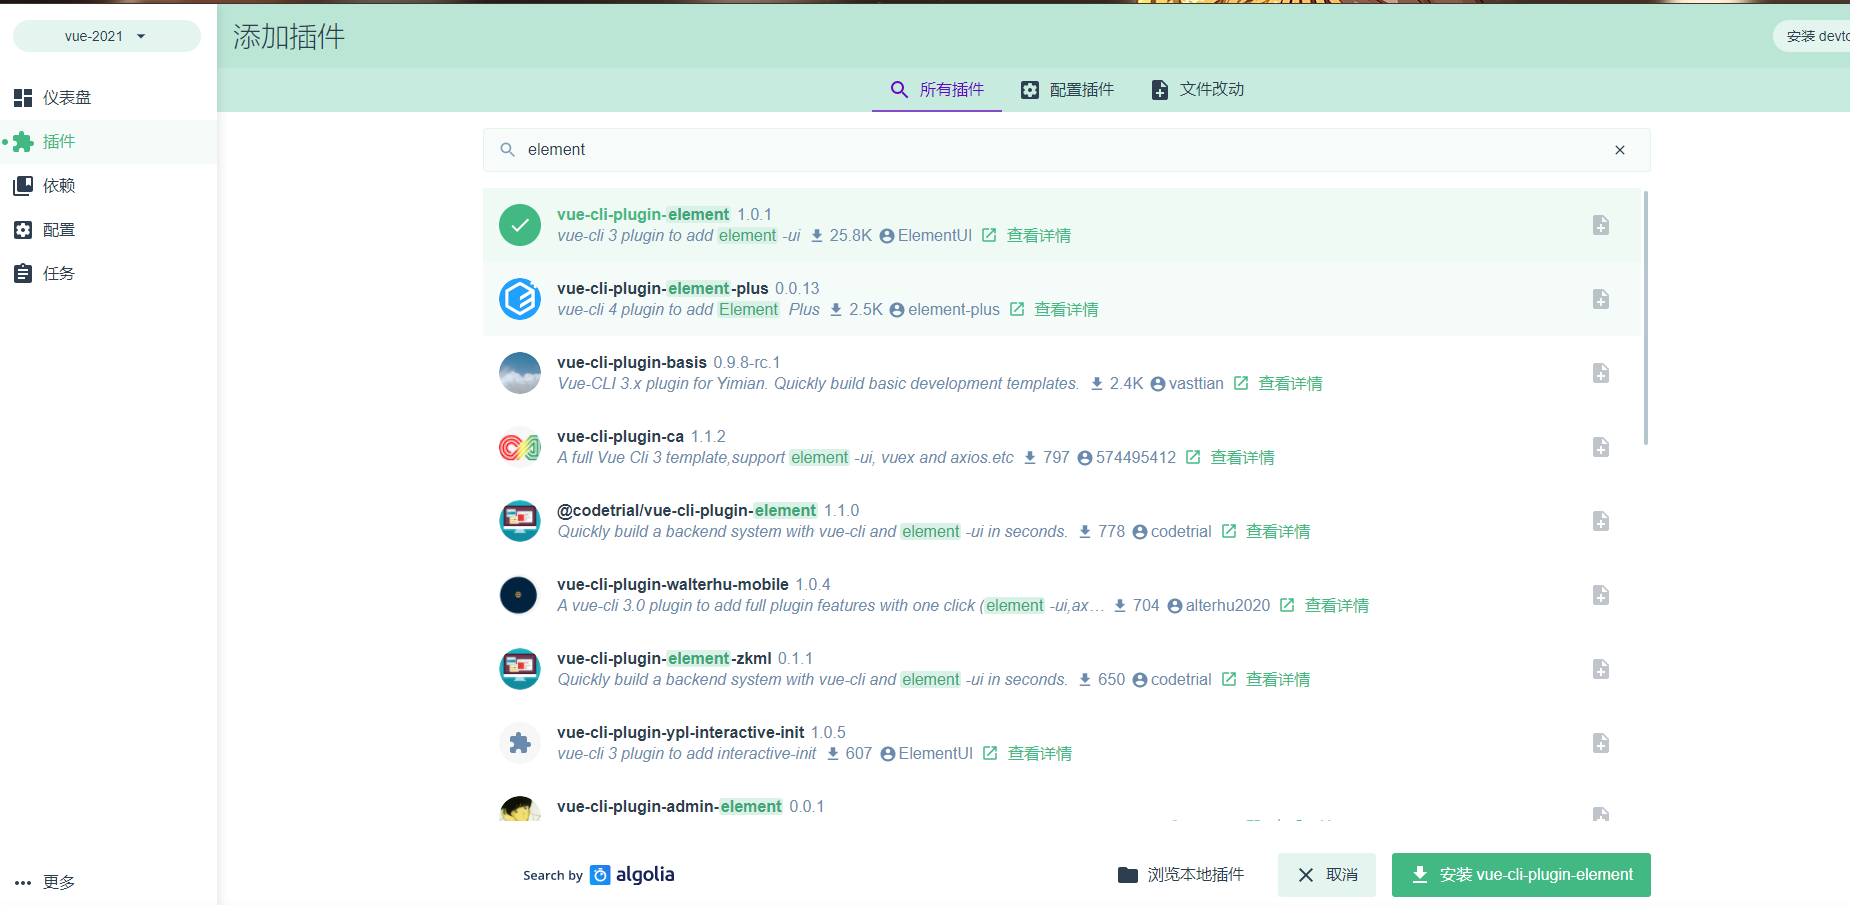 vue-2021
添加插件
安装 devto
仪表盘
插件
依赖
配置
任务
更多
所有插件
配置插件
文件改动
element
vue-cli-plugin-element 1.0.1
vue-cli 3 plugin to add element -ui 25.8K ElementUI 查看详情
vue-cli-plugin-element-plus 0.0.13
vue-cli 4 plugin to add Element Plus 2.5K element-plus 查看详情
vue-cli-plugin-basis 0.9.8-rc.1
Vue-CLI 3.x plugin for Yimian. Quickly build basic development templates. 2.4K vasttian 查看详情
vue-cli-plugin-ca 1.1.2
A full Vue Cli 3 template,support element -ui, vuex and axios.etc 797 574495412 查看详情
@codetrial/vue-cli-plugin-element 1.1.0
Quickly build a backend system with vue-cli and element -ui in seconds. 778 codetrial 查看详情
vue-cli-plugin-walterhu-mobile 1.0.4
A vue-cli 3.0 plugin to add full plugin features with one click (element -ui,ax… 704 alterhu2020 查看详情
vue-cli-plugin-element-zkml 0.1.1
Quickly build a backend system with vue-cli and element -ui in seconds. 650 codetrial 查看详情
vue-cli-plugin-ypl-interactive-init 1.0.5
vue-cli 3 plugin to add interactive-init 607 ElementUI 查看详情
vue-cli-plugin-admin-element 0.0.1
Search by algolia
浏览本地插件
取消
安装 vue-cli-plugin-element